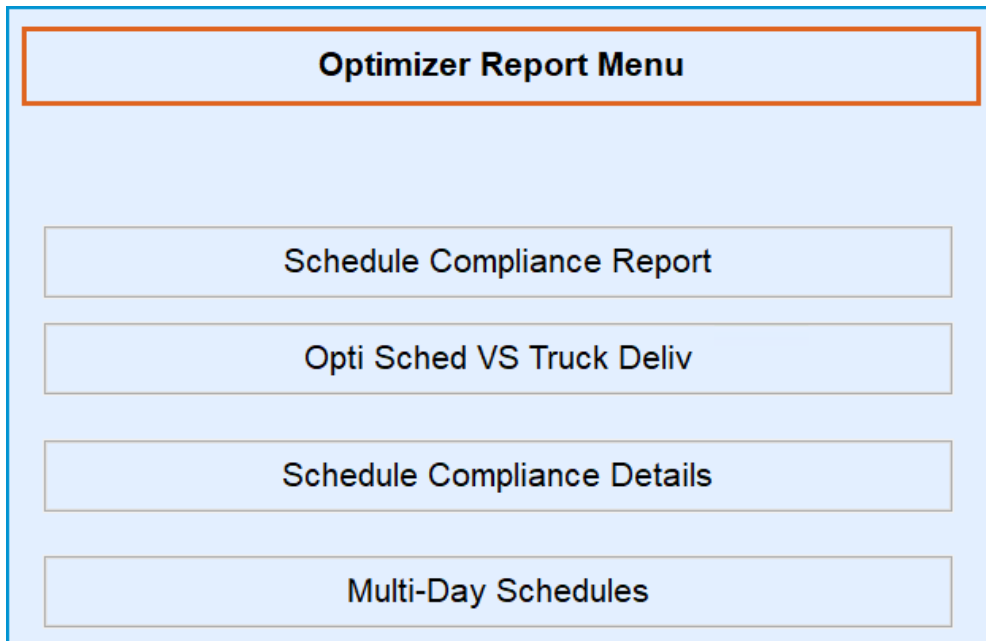 Optimizer Report Menu
Schedule Compliance Report
Opti Sched VS Truck Deliv
Schedule Compliance Details
Multi-Day Schedules